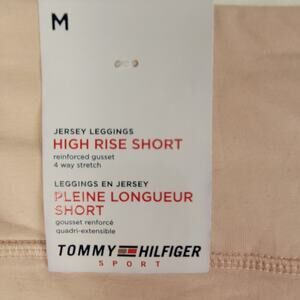 M
JERSEY LEGGINGS
HIGH RISE SHORT
reinforced gusset
4 way stretch
LEGGINGS EN JERSEY
PLEINE LONGUEUR
SHORT
gousset renforcé
quadri-extensible
TOMMY HILFIGER
SPORT